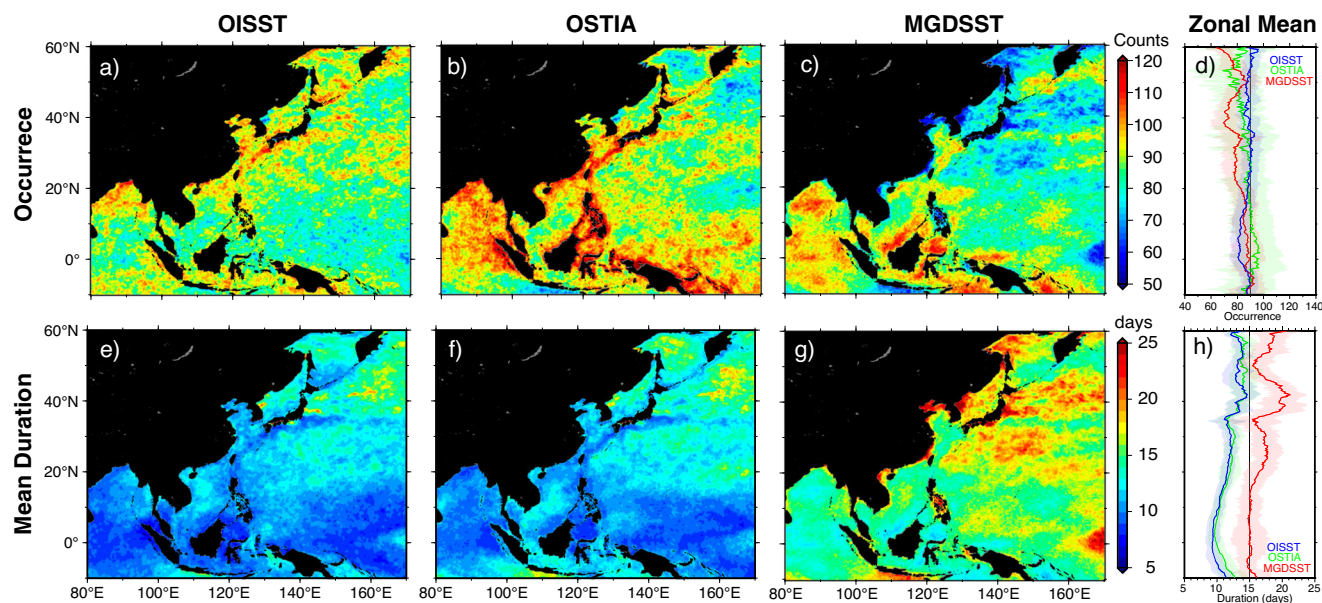 OISST OSTIA MGDSST Zonal Mean
Occurrece
60°N
40°N
20°N
0°
a)
b)
c)
Counts
120
110
100
90
80
70
60
50
d)
OISST
OSTIA
MGDSST
40 60 80 100 120 140
Occurrence
Mean Duration
60°N
40°N
20°N
0°
80°E 100°E 120°E 140°E 160°E
e)
f)
80°E 100°E 120°E 140°E 160°E
g)
80°E 100°E 120°E 140°E 160°E
days
25
20
15
10
5
h)
OISST
OSTIA
MGDSST
5 10 15 20 25
Duration (days)